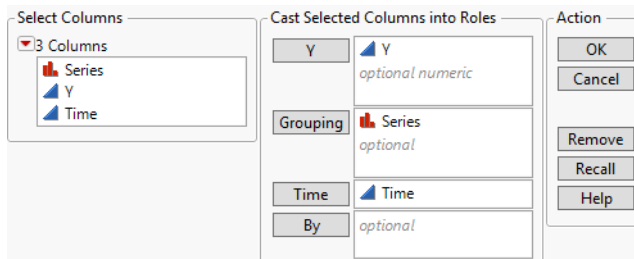 Select Columns
3 Columns
Series
Y
Time
Cast Selected Columns into Roles
Y
Y
optional numeric
Grouping
Series
optional
Time
Time
By
optional
Action
OK
Cancel
Remove
Recall
Help